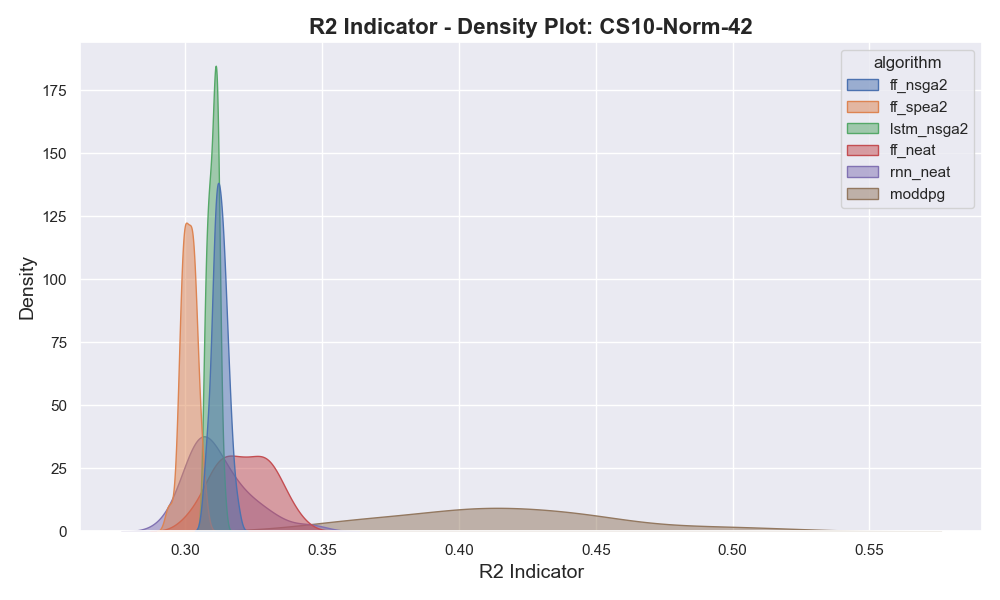 R2 Indicator - Density Plot: CS10-Norm-42
algorithm
ff_nsga2
ff_spea2
lstm_nsga2
ff_neat
rnn_neat
moddpg
Density
175
150
125
100
75
50
25
0
0.30
0.35
0.40
0.45
0.50
0.55
R2 Indicator